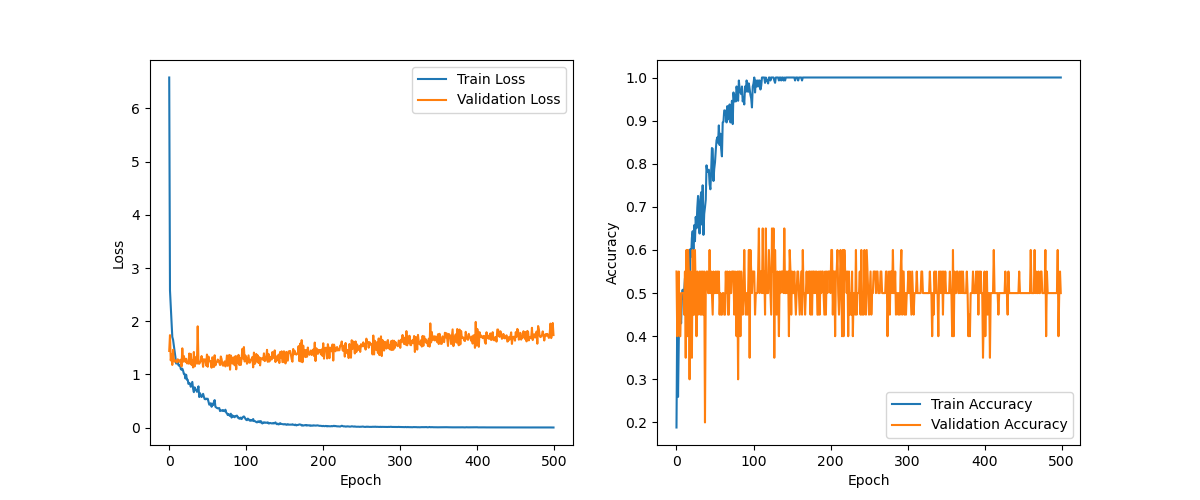 Train Loss
Validation Loss
6
5
4
3
2
1
0
Loss
0 100 200 300 400 500
Epoch
1.0
0.9
0.8
0.7
0.6
0.5
0.4
0.3
0.2
Accuracy
Train Accuracy
Validation Accuracy
0 100 200 300 400 500
Epoch